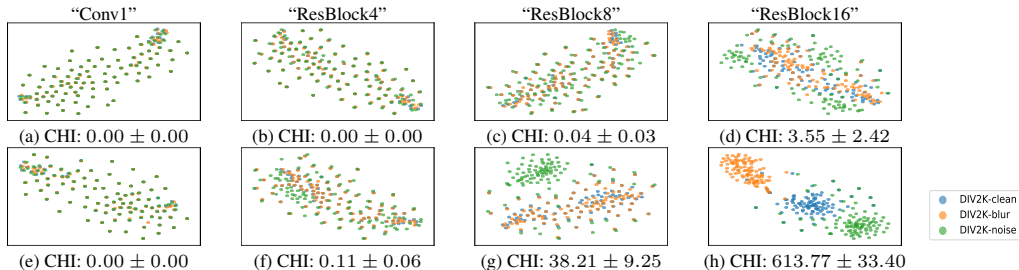 “Conv1” “ResBlock4” “ResBlock8” “ResBlock16”
(a) CHI: 0.00 ± 0.00 (b) CHI: 0.00 ± 0.00 (c) CHI: 0.04 ± 0.03 (d) CHI: 3.55 ± 2.42
DIV2K-clean
DIV2K-blur
DIV2K-noise
(e) CHI: 0.00 ± 0.00 (f) CHI: 0.11 ± 0.06 (g) CHI: 38.21 ± 9.25 (h) CHI: 613.77 ± 33.40